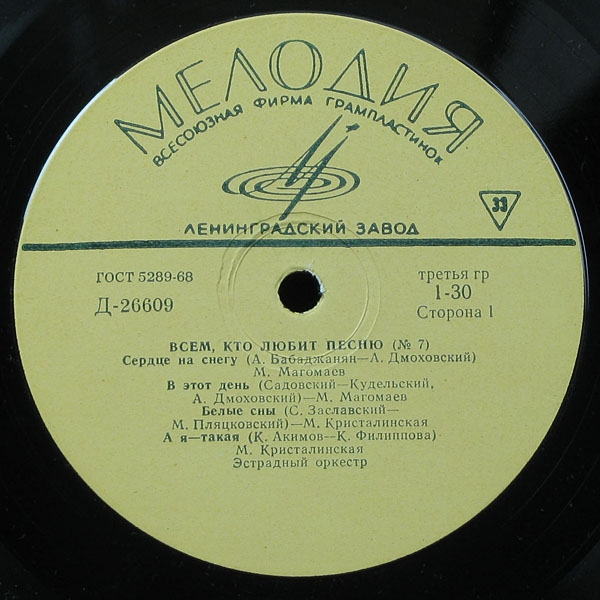 МЕЛОДИЯ
ВСЕСОЮЗНАЯ ФИРМА ГРАМПЛАСТИНОК
33
ЛЕНИНГРАДСКИЙ ЗАВОД
ГОСТ 5289-68
Д-26609
третья гр
1-30
Сторона 1
ВСЕМ, КТО ЛЮБИТ ПЕСНЮ (№ 7)
Сердце на снегу (А. Бабаджанян—Л. Дмоховский)
М. Магомаев
В этот день (Садовский—Кудельский,
А. Дмоховский)—М. Магомаев
Белые сны (С. Заславский—
М. Пляцковский)—М. Кристалинская
А я—такая (К. Акимов—К. Филиппова)
М. Кристалинская
Эстрадный оркестр